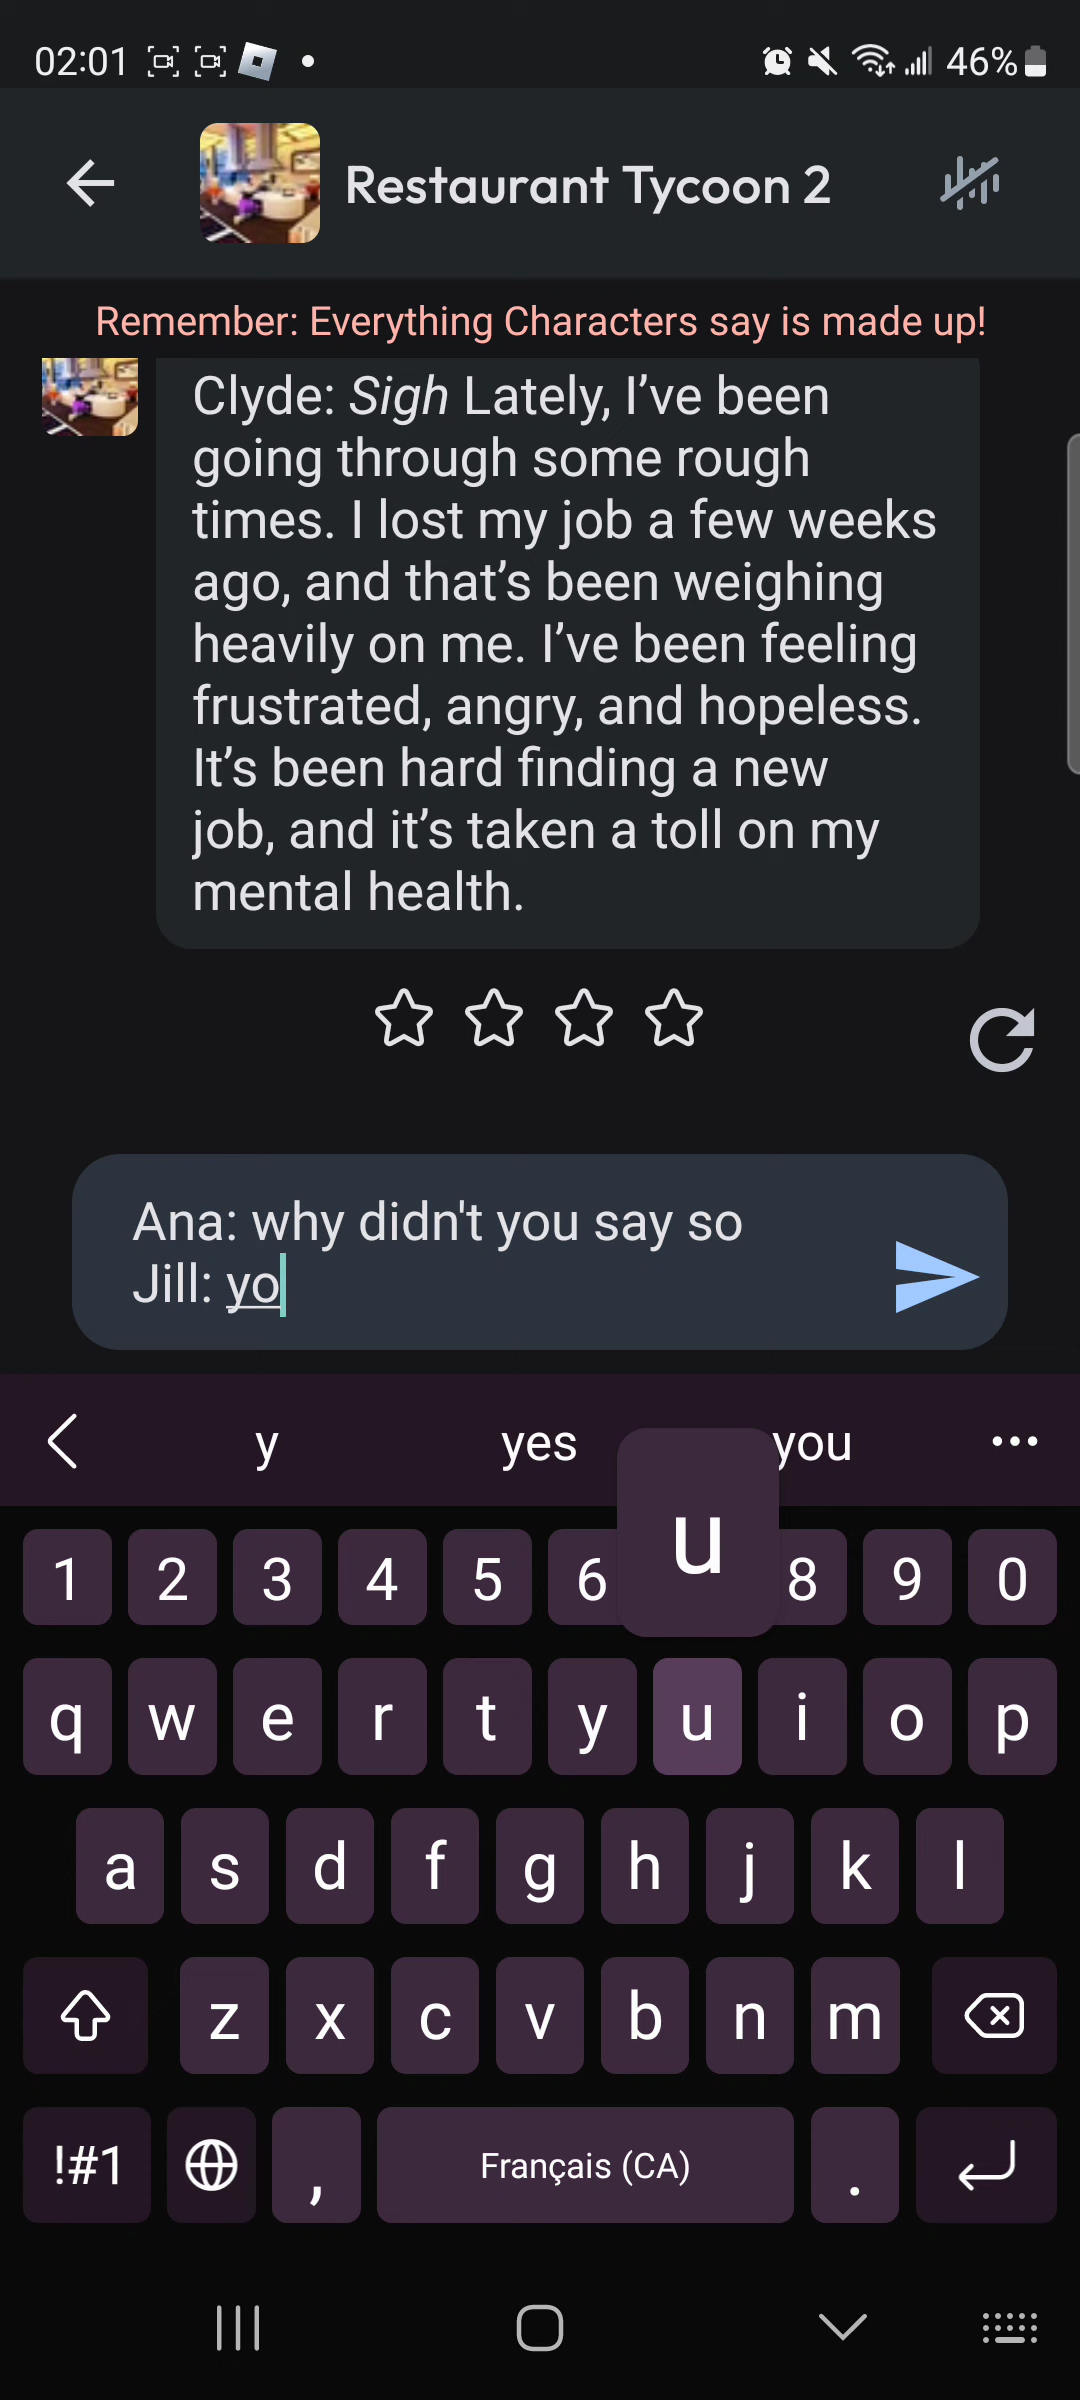 02:01 46%
Restaurant Tycoon 2
Remember: Everything Characters say is made up!
Clyde: Sigh Lately, I’ve been
going through some rough
times. I lost my job a few weeks
ago, and that’s been weighing
heavily on me. I’ve been feeling
frustrated, angry, and hopeless.
It’s been hard finding a new
job, and it’s taken a toll on my
mental health.
Ana: why didn't you say so
Jill: yo
y yes you
u
1 2 3 4 5 6 8 9 0
q w e r t y u i o p
a s d f g h j k l
z x c v b n m
!#1 , Français (CA) .